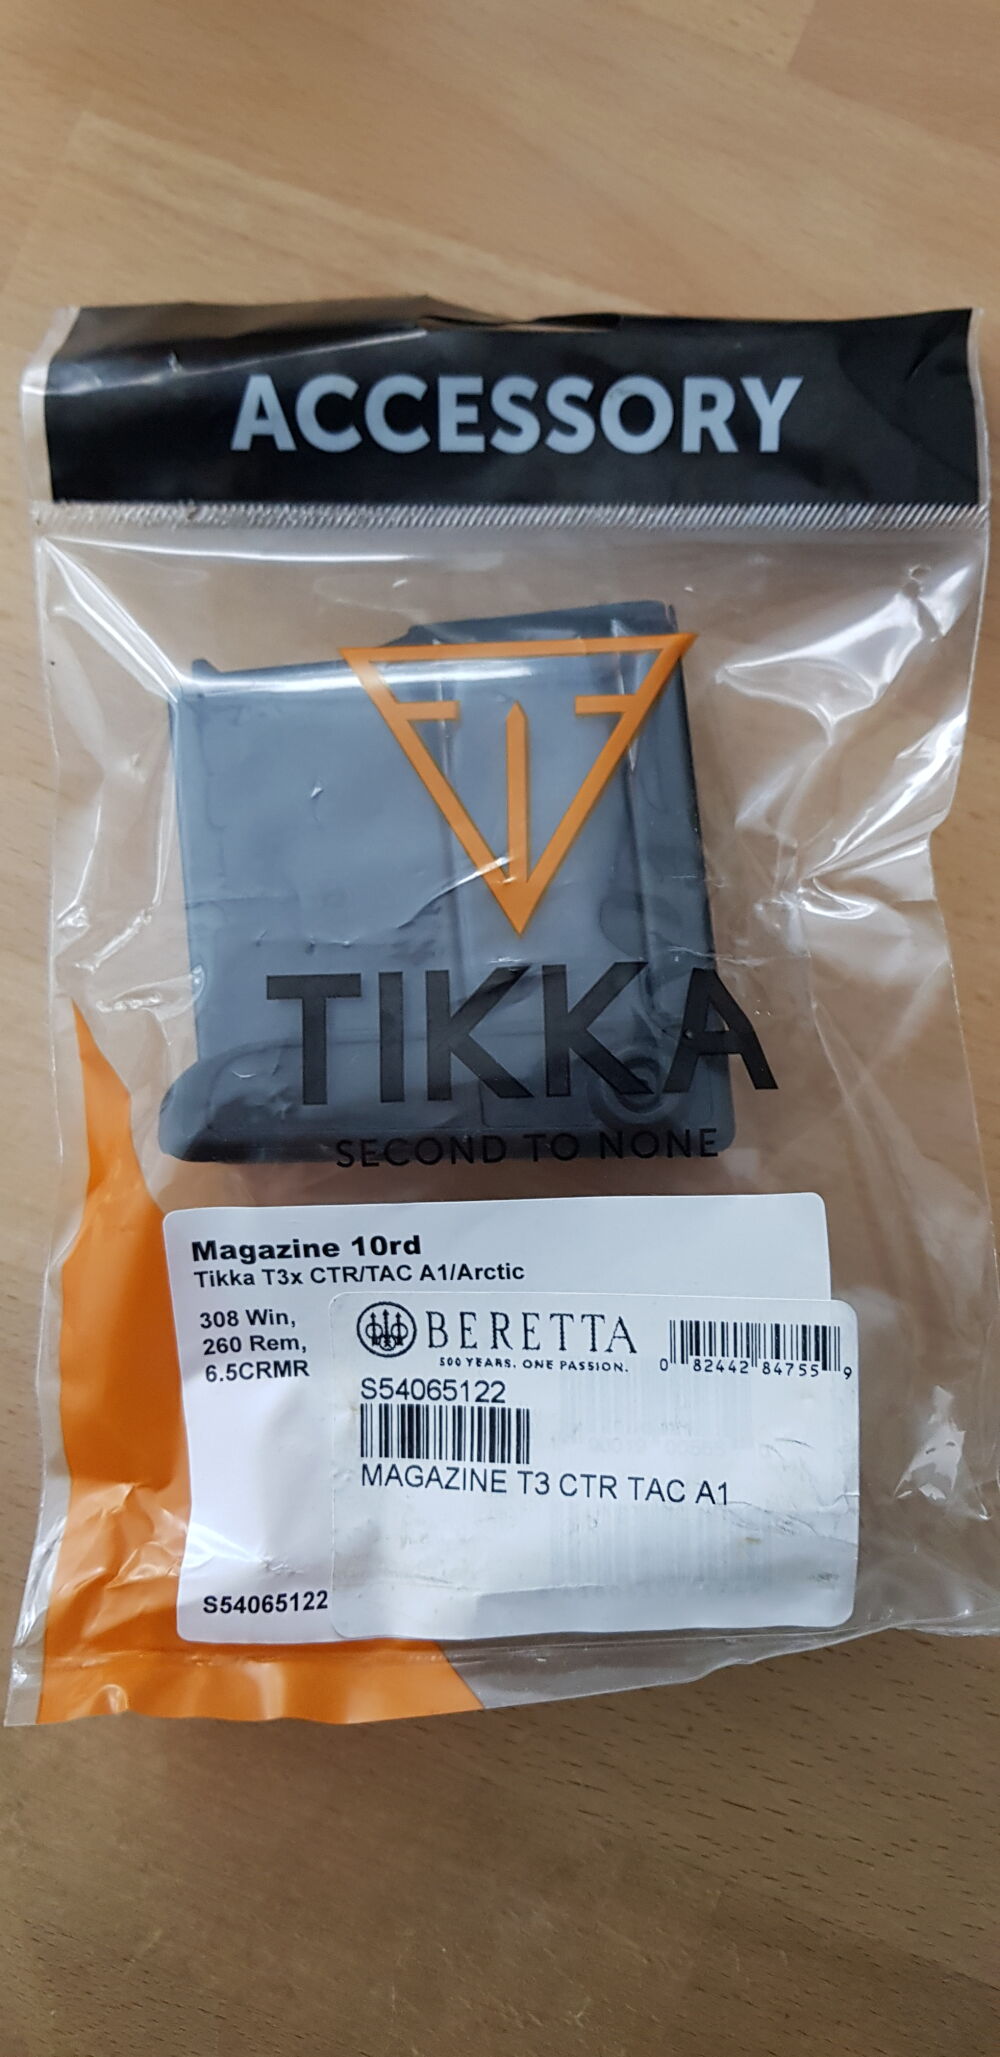 ACCESSORY
TIKKA
SECOND TO NONE
Magazine 10rd
Tikka T3x CTR/TAC A1/Arctic
308 Win,
260 Rem,
6.5CRMR
BERETTA
500 YEARS. ONE PASSION.
0 82442 84755 9
S54065122
MAGAZINE T3 CTR TAC A1
S54065122